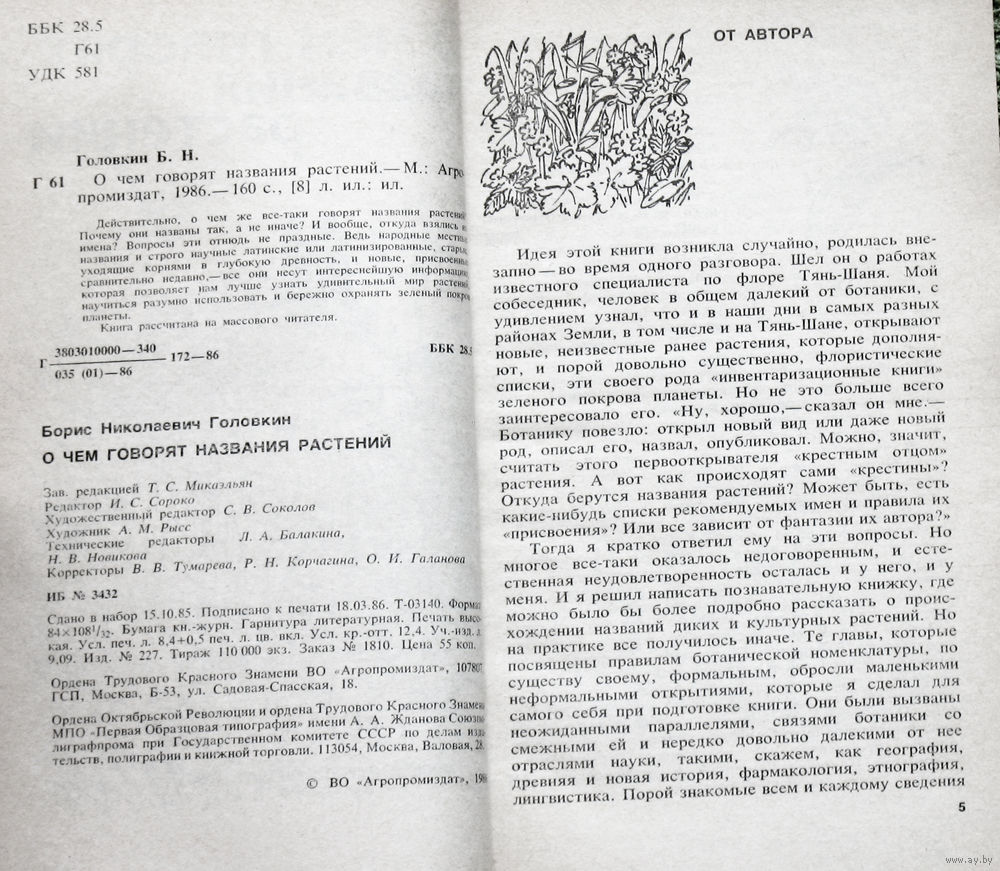 ББК 28.5
Г61
УДК 581
Головкин Б. Н.
Г 61 О чем говорят названия растений.— М.: Агро
промиздат, 1986.— 160 с., [8] л. ил.: ил.
Действительно, о чем же все-таки говорят названия растений
Почему они названы так, а не иначе? И вообще, откуда взялись
имена? Вопросы эти отнюдь не праздные. Ведь народные местн
названия и строго научные латинские или латинизированные, стары
уходящие корнями в глубокую древность, и новые, присвоенны
сравнительно недавно,— все они несут интереснейшую информаци
которая позволяет нам лучше узнать удивительный мир растени
научиться разумно использовать и бережно охранять зеленый покров
планеты.
Книга рассчитана на массового читателя.
Г 3803010000—340 172—86 ББК 28.5
035 (01)—86
Борис Николаевич Головкин
О ЧЕМ ГОВОРЯТ НАЗВАНИЯ РАСТЕНИЙ
Зав. редакцией Т. С. Микаэльян
Редактор И. С. Сороко
Художественный редактор С. В. Соколов
Художник А. М. Рысс
Технические редакторы Л. А. Балакина,
Н. В. Новикова
Корректоры В. В. Тумарева, Р. Н. Корчагина, О. И. Галанова
ИБ № 3432
Сдано в набор 15.10.85. Подписано к печати 18.03.86. Т-03140. Формат
84×108¹/₃₂. Бумага кн.-журн. Гарнитура литературная. Печать высо-
кая. Усл. печ. л. 8,4+0,5 печ. л. цв. вкл. Усл. кр.-отт. 12,4. Уч.-изд. л.
9,09. Изд. № 227. Тираж 110 000 экз. Заказ № 1810. Цена 55 коп.
Ордена Трудового Красного Знамени ВО «Агропромиздат», 107807,
ГСП, Москва, Б-53, ул. Садовая-Спасская, 18.
Ордена Октябрьской Революции и ордена Трудового Красного Знамени
МПО «Первая Образцовая типография» имени А. А. Жданова Союзпо
лиграфпрома при Государственном комитете СССР по делам изда
тельств, полиграфии и книжной торговли. 113054, Москва, Валовая, 28.
© ВО «Агропромиздат», 198
ОТ АВТОРА
Идея этой книги возникла случайно, родилась вне-
запно — во время одного разговора. Шел он о работах
известного специалиста по флоре Тянь-Шаня. Мой
собеседник, человек в общем далекий от ботаники, с
удивлением узнал, что и в наши дни в самых разных
районах Земли, в том числе и на Тянь-Шане, открывают
новые, неизвестные ранее растения, которые дополня-
ют, и порой довольно существенно, флористические
списки, эти своего рода «инвентаризационные книги»
зеленого покрова планеты. Но не это больше всего
заинтересовало его. «Ну, хорошо,— сказал он мне.—
Ботанику повезло: открыл новый вид или даже новый
род, описал его, назвал, опубликовал. Можно, значит,
считать этого первооткрывателя «крестным отцом»
растения. А вот как происходят сами «крестины»?
Откуда берутся названия растений? Может быть, есть
какие-нибудь списки рекомендуемых имен и правила их
«присвоения»? Или все зависит от фантазии их автора?»
Тогда я кратко ответил ему на эти вопросы. Но
многое все-таки оказалось недоговоренным, и есте-
ственная неудовлетворенность осталась и у него, и у
меня. И я решил написать познавательную книжку, где
можно было бы более подробно рассказать о проис-
хождении названий диких и культурных растений. Но
на практике все получилось иначе. Те главы, которые
посвящены правилам ботанической номенклатуры, по
существу своему, формальным, обросли маленькими
неформальными открытиями, которые я сделал для
самого себя при подготовке книги. Они были вызваны
неожиданными параллелями, связями ботаники со
смежными ей и нередко довольно далекими от нее
отраслями науки, такими, скажем, как география,
древняя и новая история, фармакология, этнография,
лингвистика. Порой знакомые всем и каждому сведения
5
www.ay.by